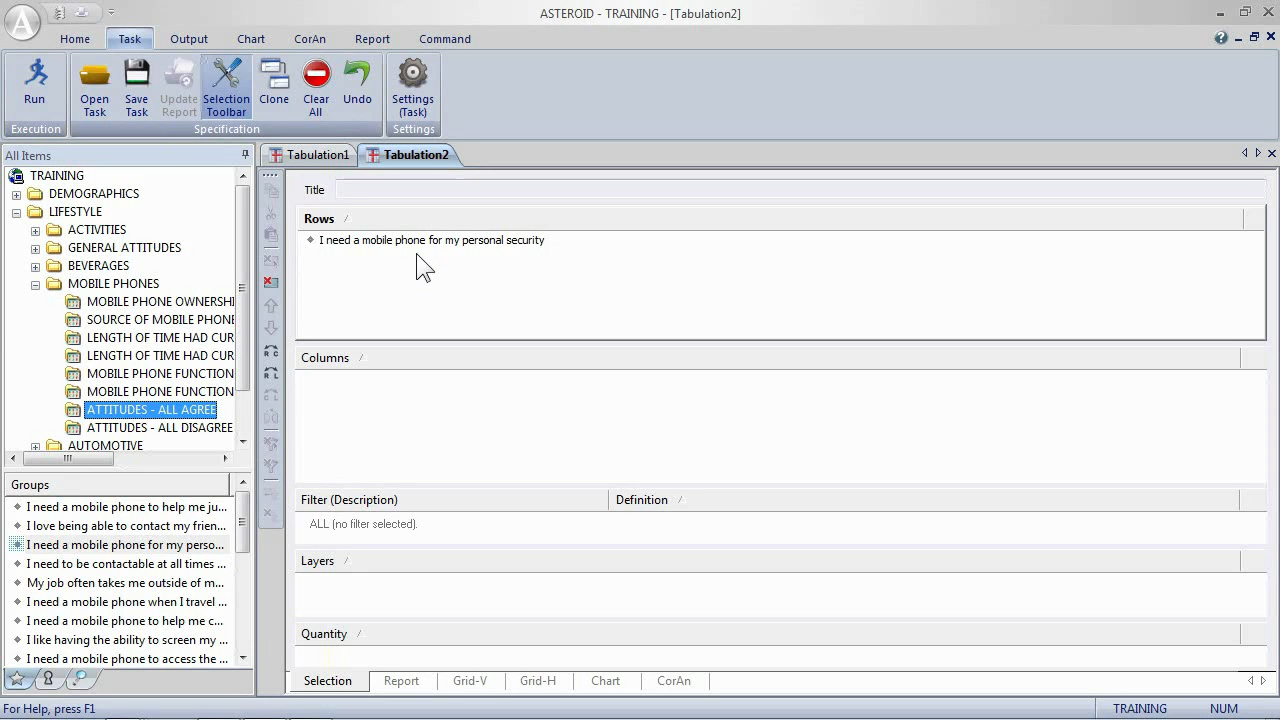 ASTEROID - TRAINING - [Tabulation2]
Home Task Output Chart CorAn Report Command
Run
Open Task
Save Task
Update Report
Selection Toolbar
Clone
Clear All
Undo
Settings (Task)
Execution Specification Settings
All Items
TRAINING
DEMOGRAPHICS
LIFESTYLE
ACTIVITIES
GENERAL ATTITUDES
BEVERAGES
MOBILE PHONES
MOBILE PHONE OWNERSHI
SOURCE OF MOBILE PHONE
LENGTH OF TIME HAD CUR
LENGTH OF TIME HAD CUR
MOBILE PHONE FUNCTION
MOBILE PHONE FUNCTION
ATTITUDES - ALL AGREE
ATTITUDES - ALL DISAGREE
AUTOMOTIVE
Groups
I need a mobile phone to help me ju...
I love being able to contact my frien...
I need a mobile phone for my perso...
I need to be contactable at all times ...
My job often takes me outside of m...
I need a mobile phone when I travel ...
I need a mobile phone to help me c...
I like having the ability to screen my ...
I need a mobile phone to access the ...
Tabulation1 Tabulation2
Title
Rows
I need a mobile phone for my personal security
Columns
Filter (Description) Definition
ALL (no filter selected).
Layers
Quantity
Selection Report Grid-V Grid-H Chart CorAn
For Help, press F1 TRAINING NUM